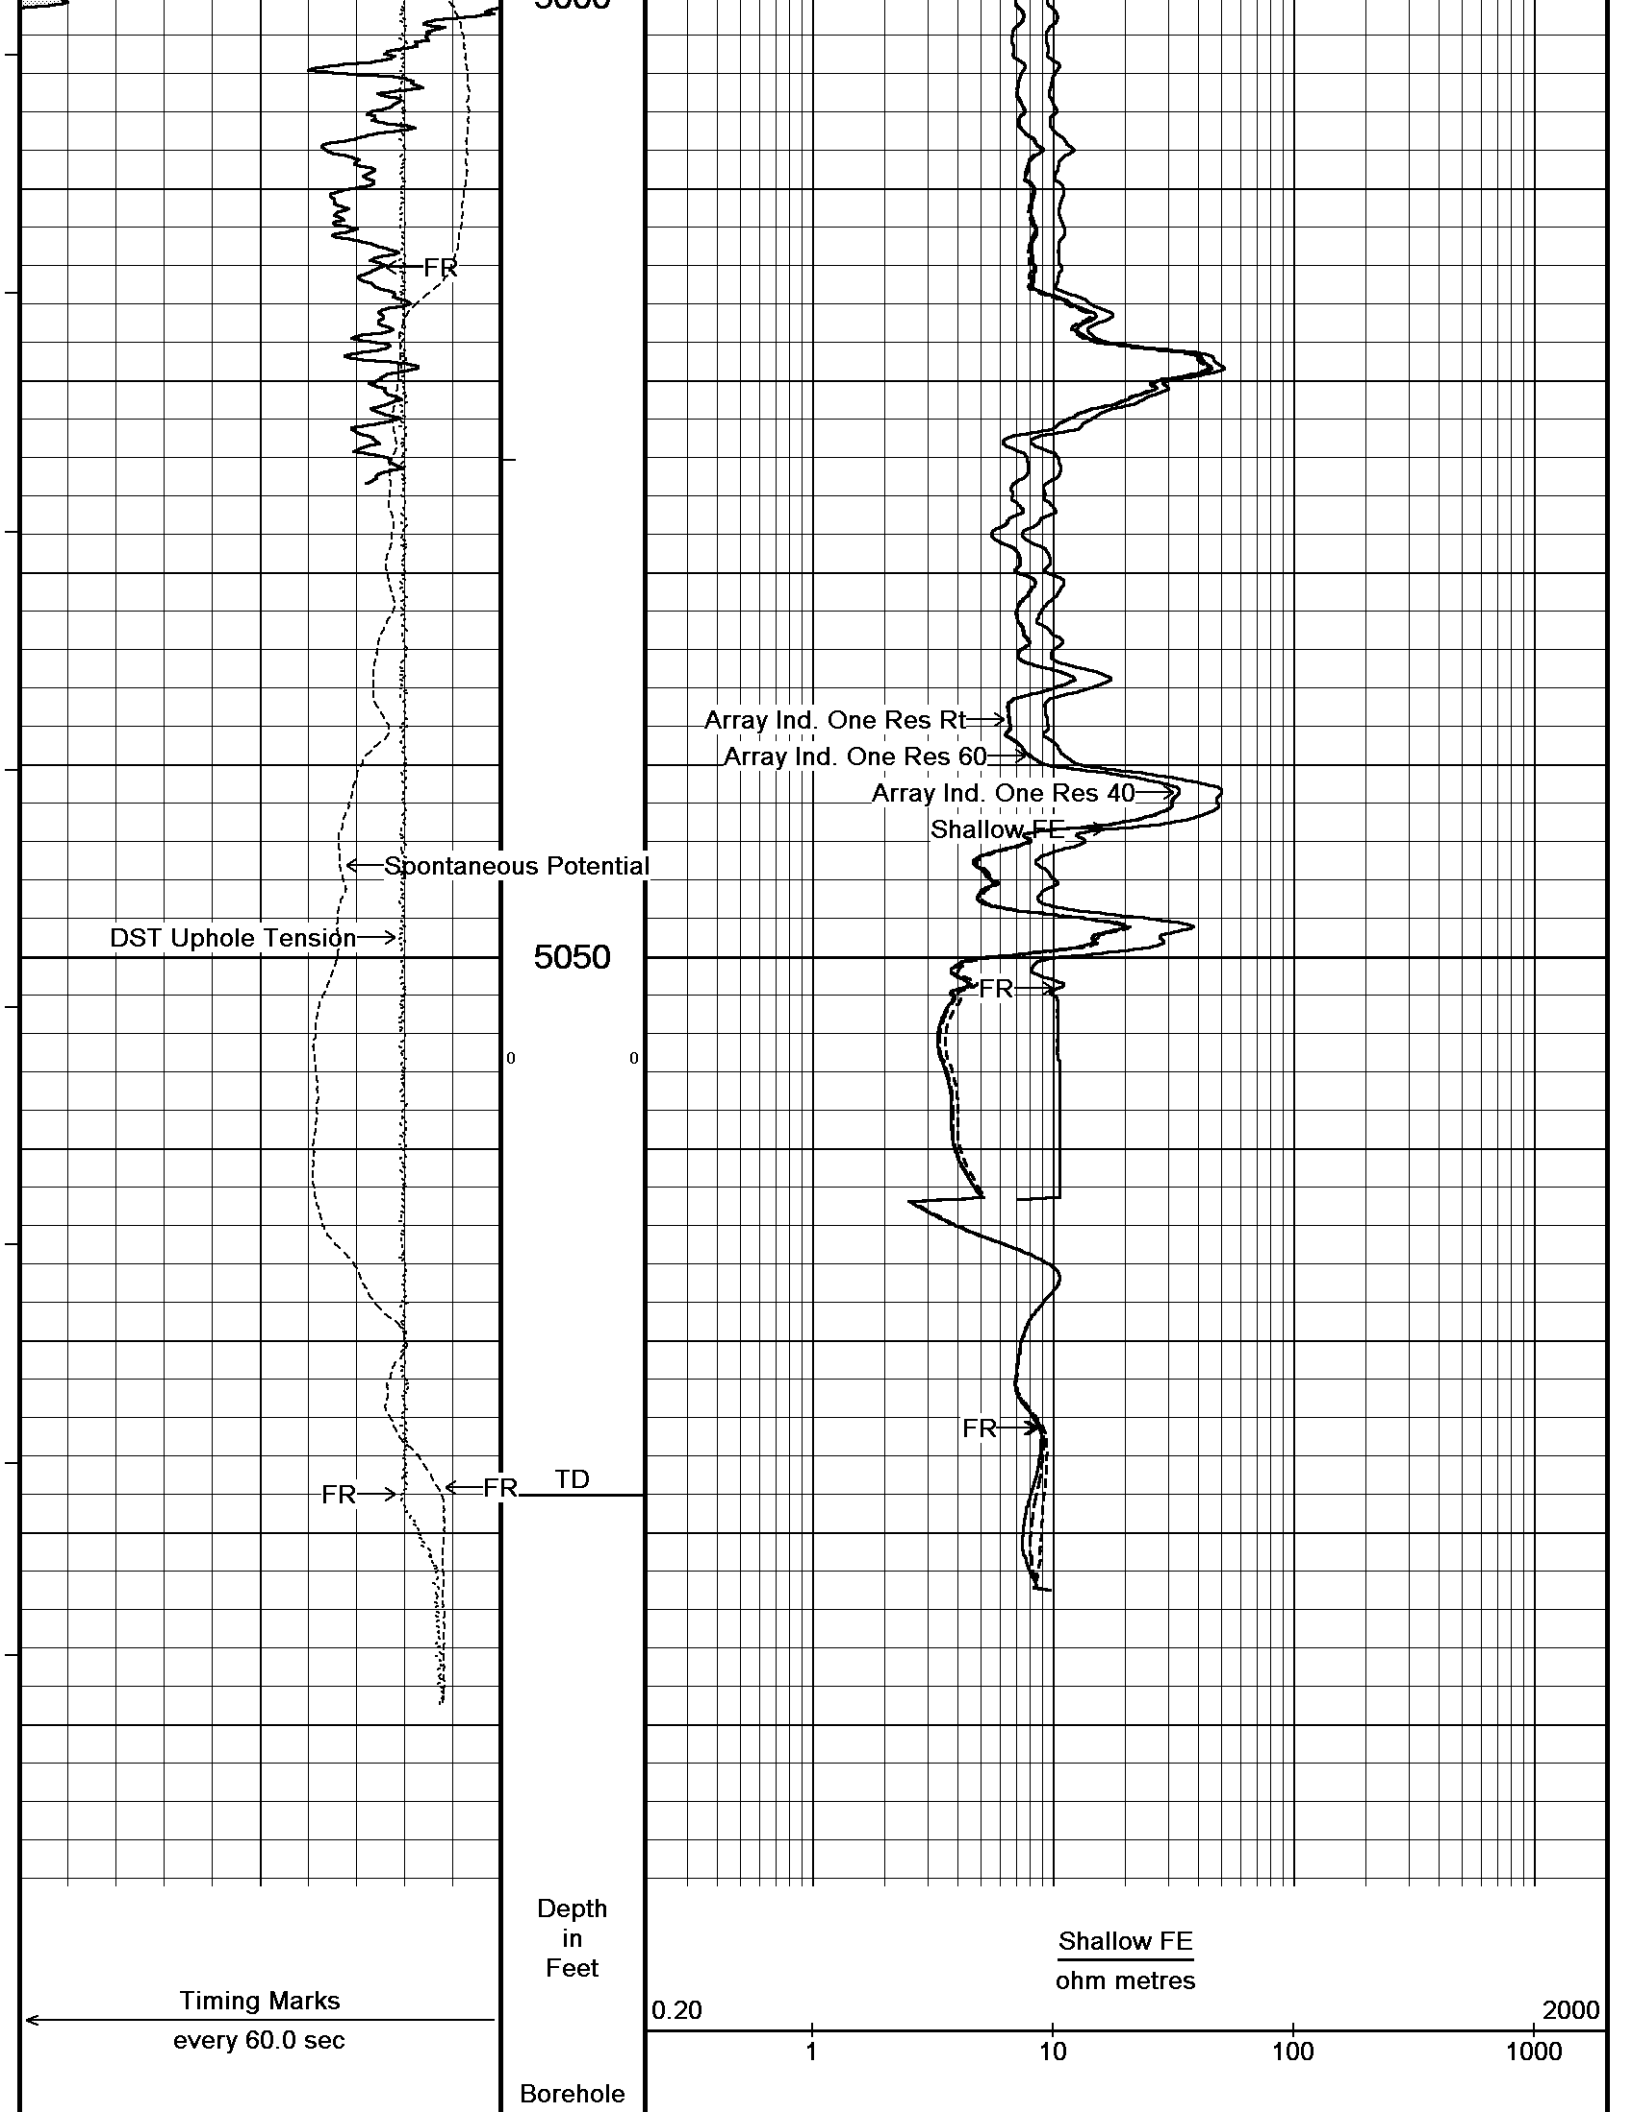 5000
FR
Array Ind. One Res Rt
Array Ind. One Res 60
Array Ind. One Res 40
Shallow FE
Spontaneous Potential
DST Uphole Tension
5050
FR
0 0
FR
TD
FR
FR
Depth
in
Feet
Shallow FE
ohm metres
Timing Marks
every 60.0 sec
0.20 2000
1 10 100 1000
Borehole